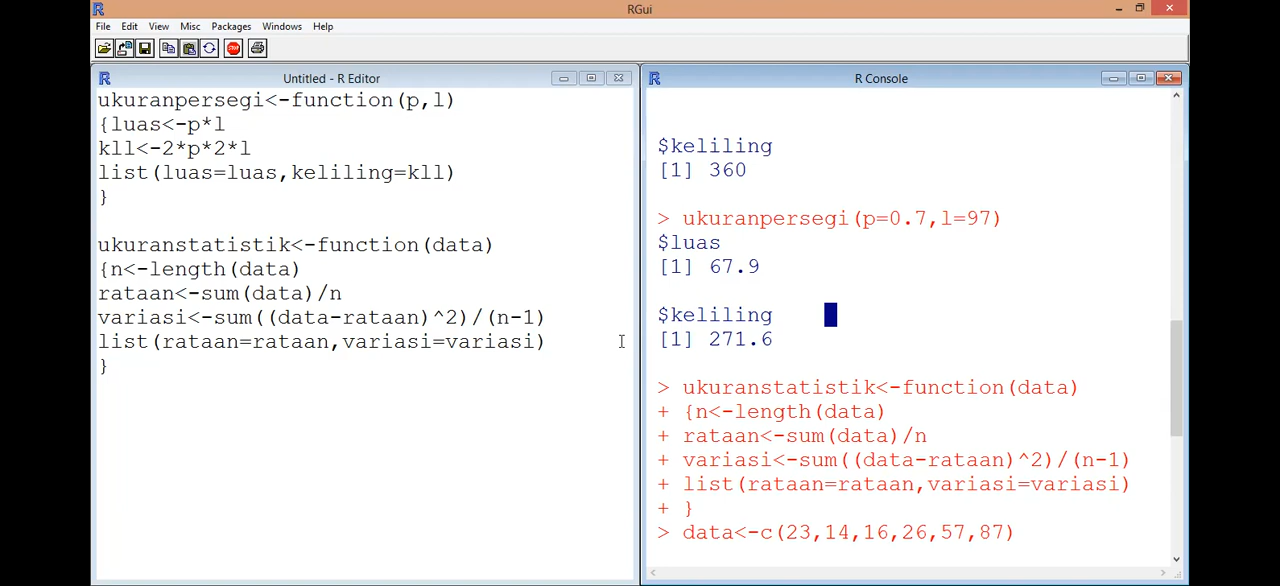 RGui
File Edit View Misc Packages Windows Help
STOP
Untitled - R Editor
ukuranpersegi<-function(p,l)
{luas<-p*l
kll<-2*p*2*l
list(luas=luas,keliling=kll)
}
ukuranstatistik<-function(data)
{n<-length(data)
rataan<-sum(data)/n
variasi<-sum((data-rataan)^2)/(n-1)
list(rataan=rataan,variasi=variasi)
}
R Console
$keliling
[1] 360
> ukuranpersegi(p=0.7,l=97)
$luas
[1] 67.9
$keliling
[1] 271.6
> ukuranstatistik<-function(data)
+ {n<-length(data)
+ rataan<-sum(data)/n
+ variasi<-sum((data-rataan)^2)/(n-1)
+ list(rataan=rataan,variasi=variasi)
+ }
> data<-c(23,14,16,26,57,87)